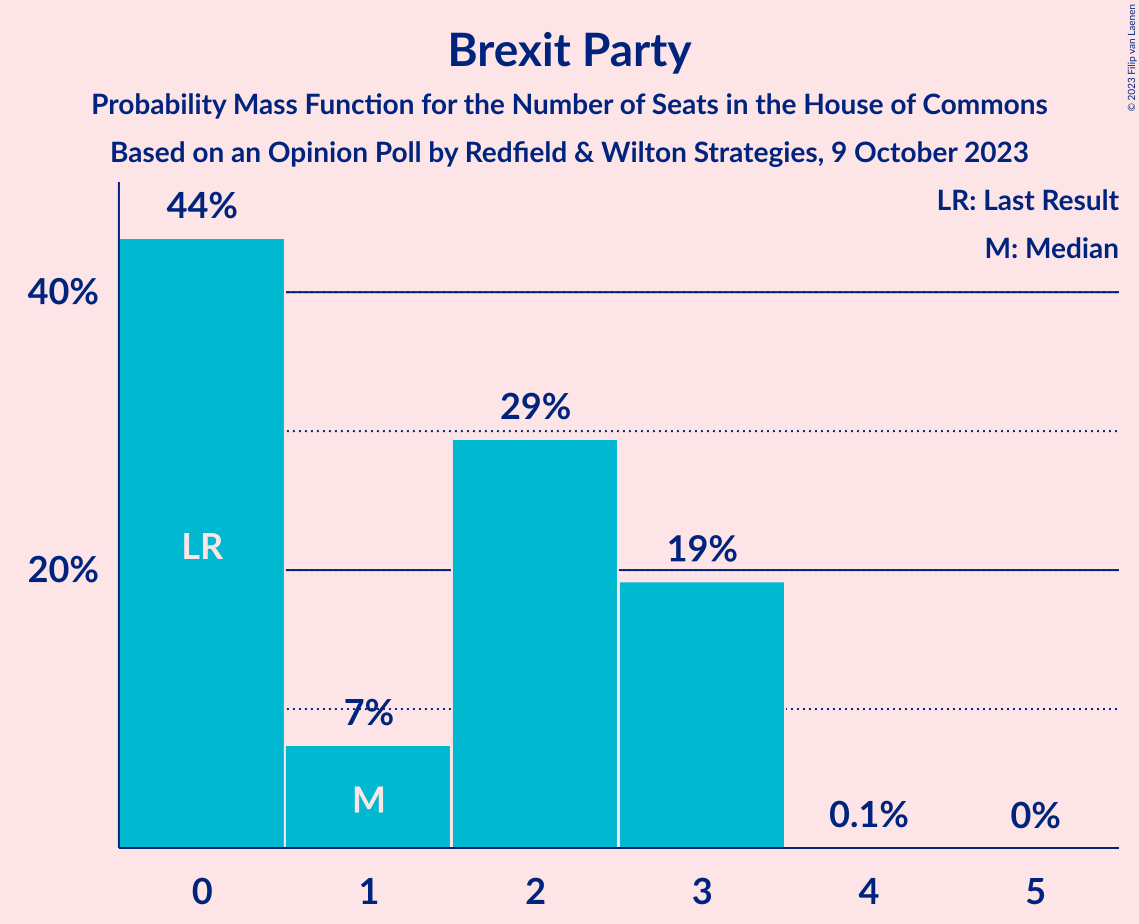 Brexit Party
Probability Mass Function for the Number of Seats in the House of Commons
Based on an Opinion Poll by Redfield & Wilton Strategies, 9 October 2023
© 2023 Filip van Laenen
LR: Last Result
M: Median
44%
40%
29%
LR
19%
20%
7%
M
0.1%
0%
0 1 2 3 4 5